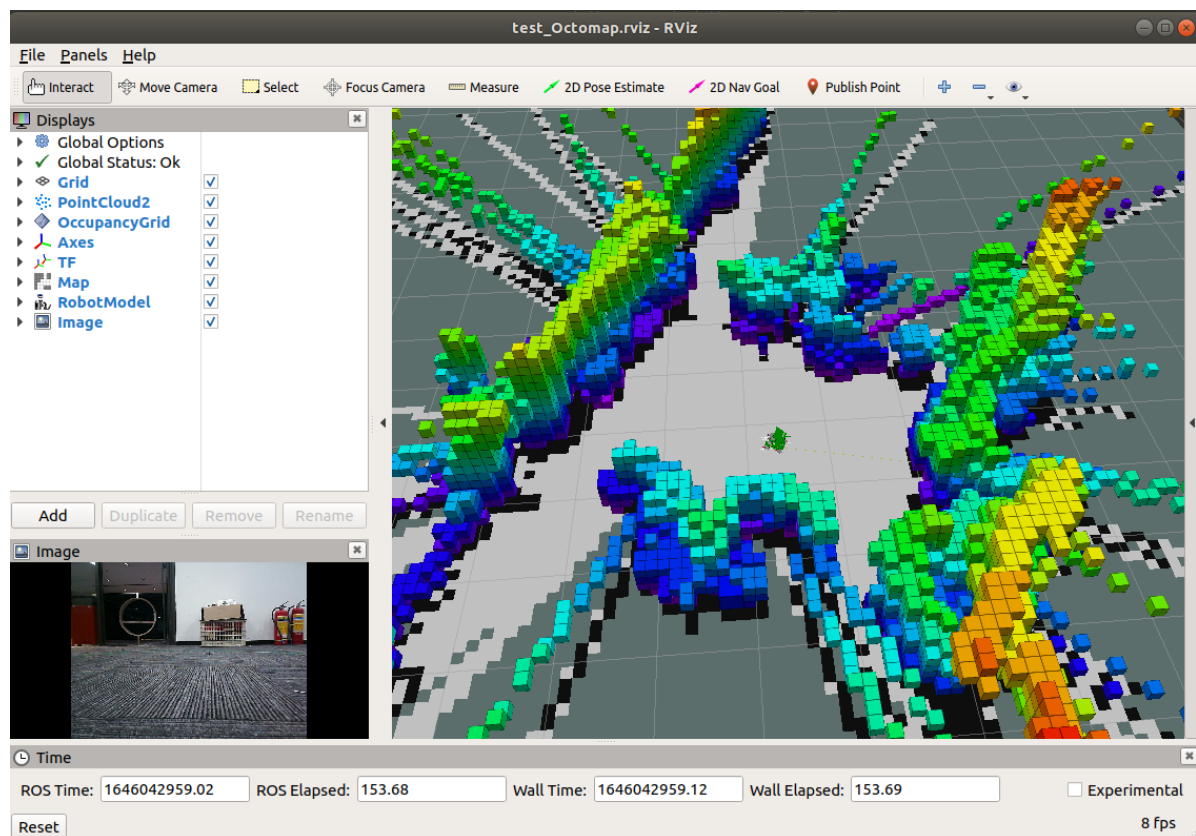 test_Octomap.rviz - RViz
File Panels Help
Interact Move Camera Select Focus Camera Measure 2D Pose Estimate 2D Nav Goal Publish Point
Displays
Global Options
Global Status: Ok
Grid
PointCloud2
OccupancyGrid
Axes
TF
Map
RobotModel
Image
Add Duplicate Remove Rename
Image
Time
ROS Time: 1646042959.02 ROS Elapsed: 153.68 Wall Time: 1646042959.12 Wall Elapsed: 153.69 Experimental
Reset 8 fps